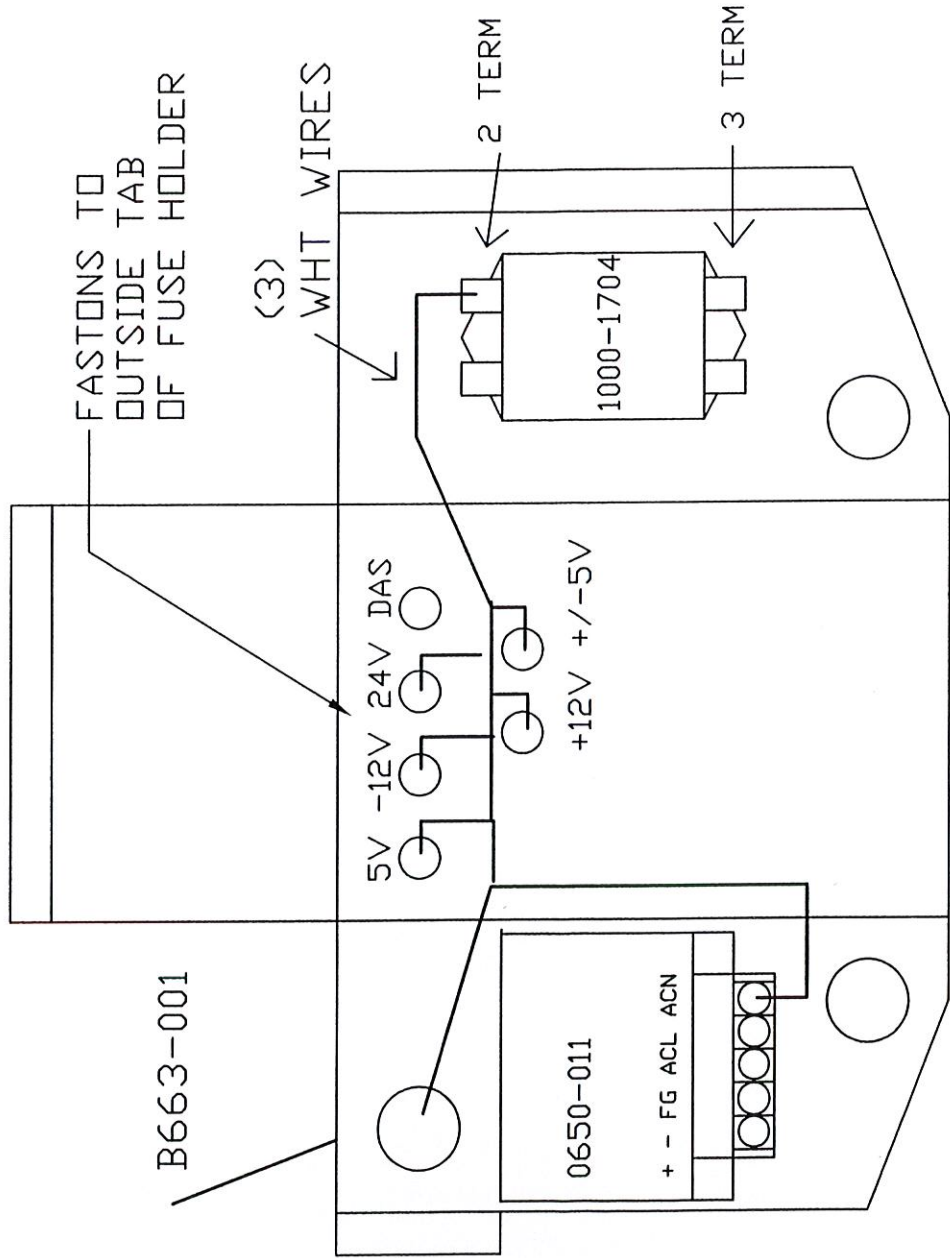 FASTONS TO
OUTSIDE TAB
OF FUSE HOLDER
B663-001
(3)
WHT WIRES
2 TERM
5V -12V 24V DAS
1000-1704
+12V +/-5V
0650-011
+ - FG ACL ACN
3 TERM